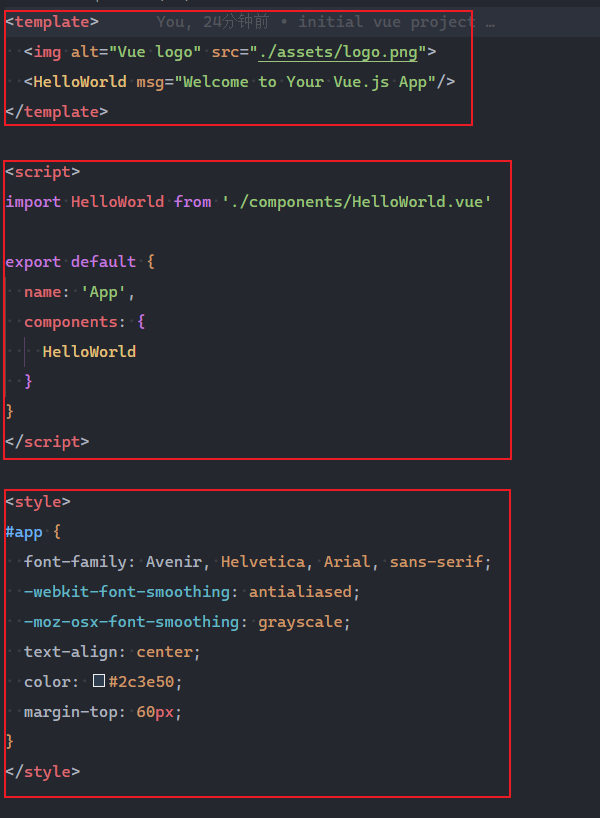 <template> You, 24分钟前 • initial vue project …
<img alt="Vue logo" src="./assets/logo.png">
<HelloWorld msg="Welcome to Your Vue.js App"/>
</template>
<script>
import HelloWorld from './components/HelloWorld.vue'
export default {
name: 'App',
components: {
HelloWorld
}
}
</script>
<style>
#app {
font-family: Avenir, Helvetica, Arial, sans-serif;
-webkit-font-smoothing: antialiased;
-moz-osx-font-smoothing: grayscale;
text-align: center;
color: #2c3e50;
margin-top: 60px;
}
</style>